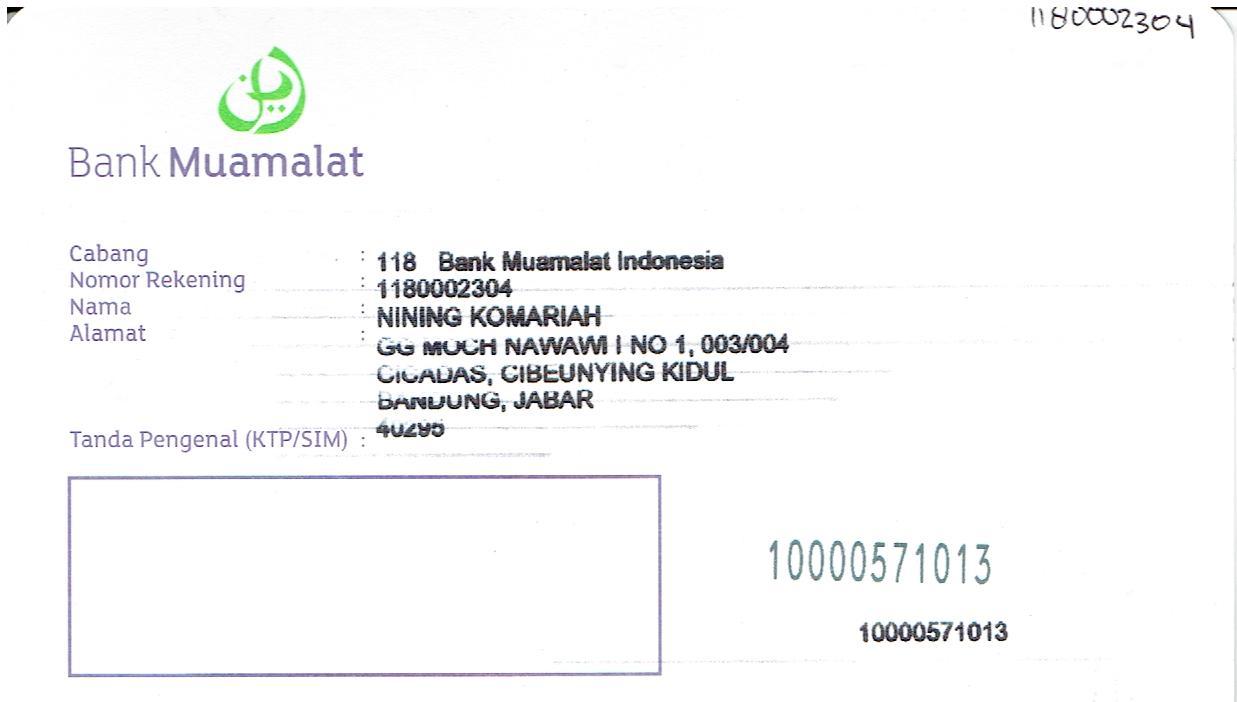 1180002304
Bank Muamalat
Cabang : 118 Bank Muamalat Indonesia
Nomor Rekening : 1180002304
Nama : NINING KOMARIAH
Alamat : GG MOCH NAWAWI I NO 1, 003/004
CICADAS, CIBEUNYING KIDUL
BANDUNG, JABAR
40295
Tanda Pengenal (KTP/SIM) :
10000571013
10000571013